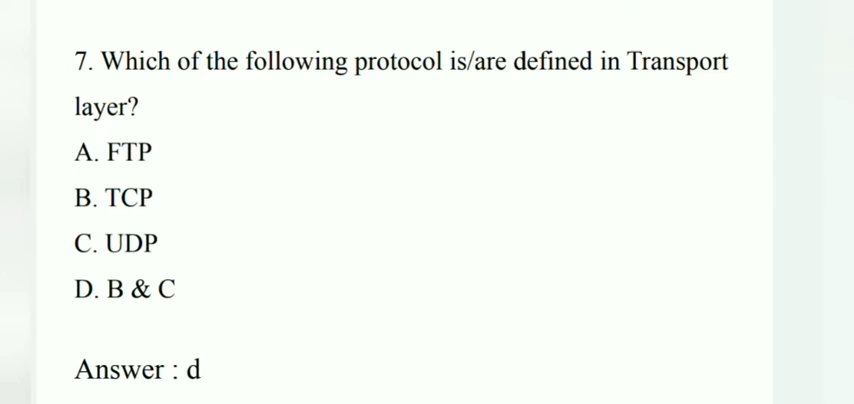 7. Which of the following protocol is/are defined in Transport
layer?
A. FTP
B. TCP
C. UDP
D. B & C
Answer : d